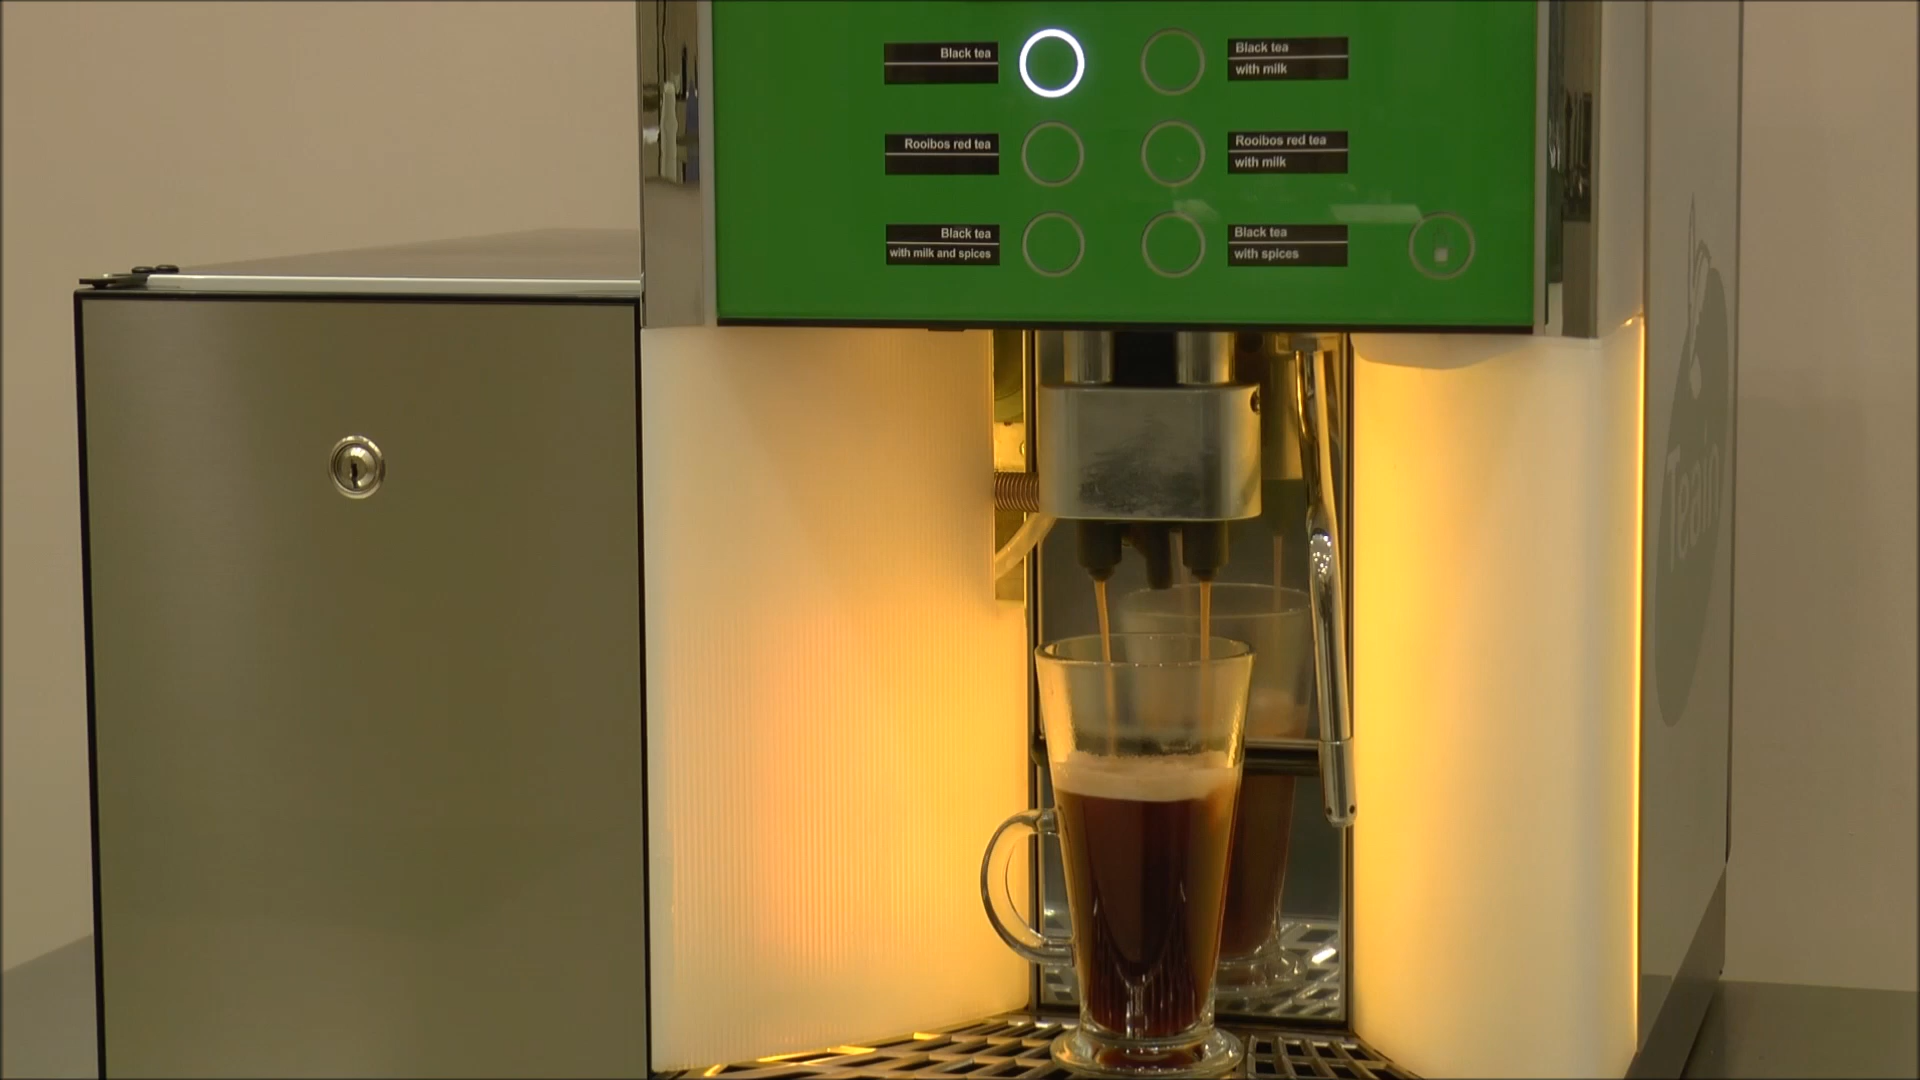 Black tea
Black tea
with milk
Rooibos red tea
Rooibos red tea
with milk
Black tea
with milk and spices
Black tea
with spices
Teain